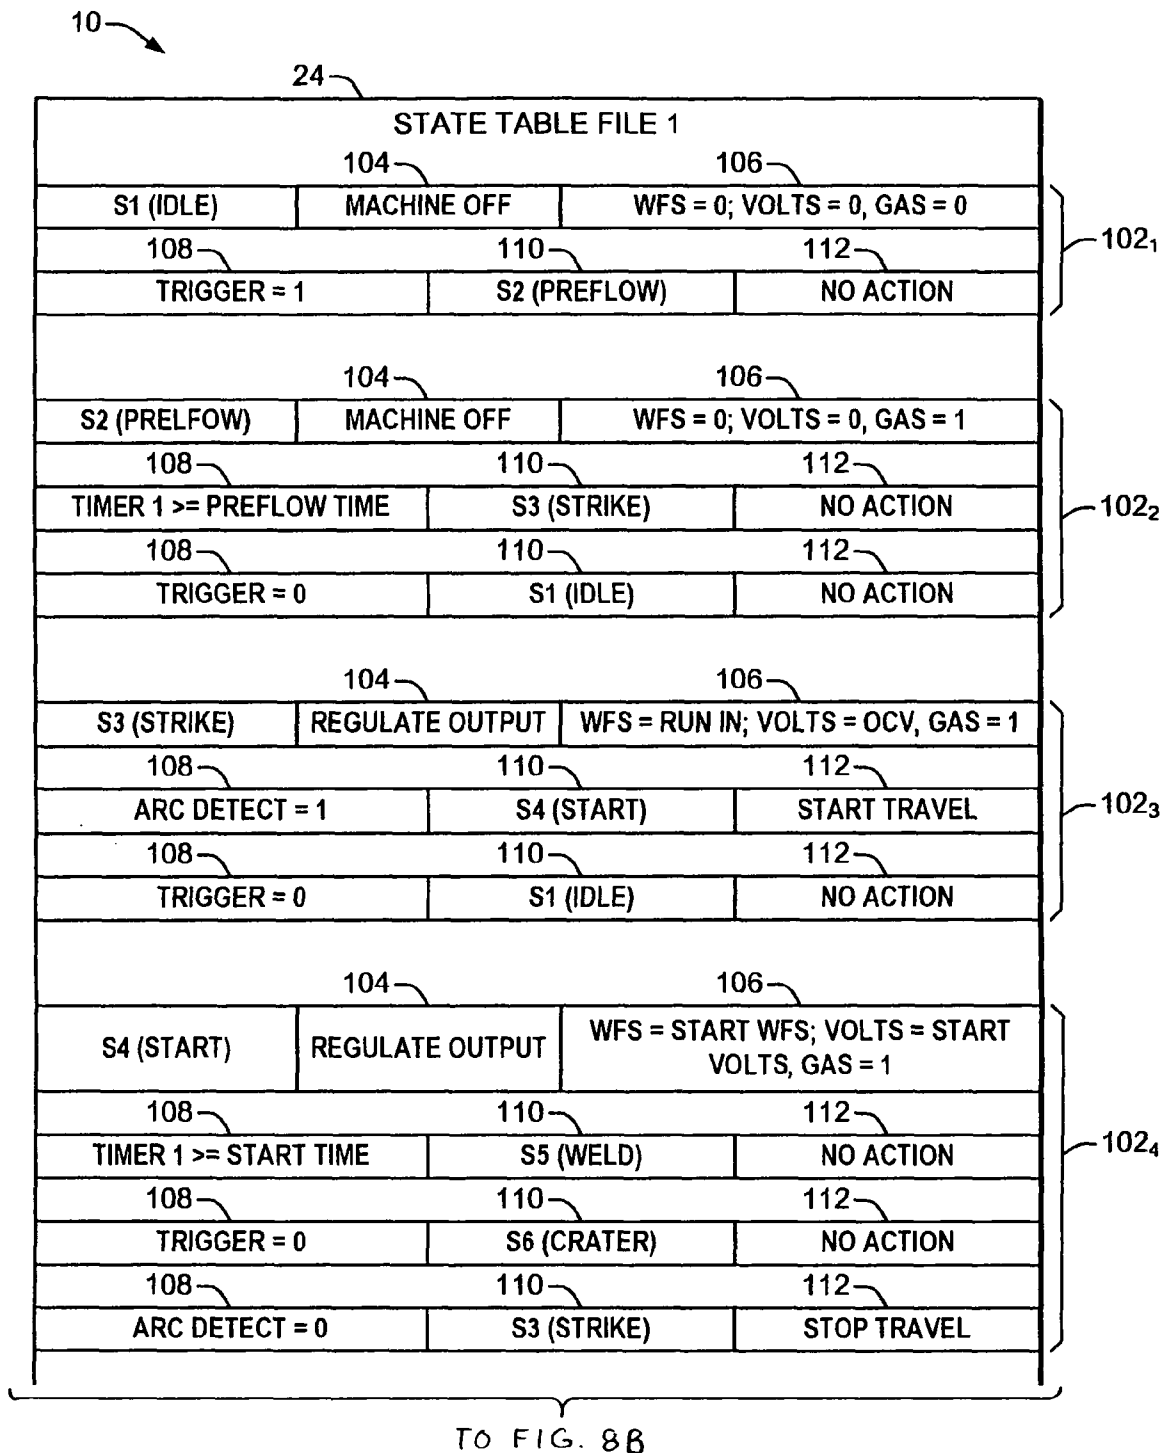 10
24
STATE TABLE FILE 1
104 106
S1 (IDLE) MACHINE OFF WFS = 0; VOLTS = 0, GAS = 0
108 110 112
TRIGGER = 1 S2 (PREFLOW) NO ACTION
102₁
104 106
S2 (PRELFOW) MACHINE OFF WFS = 0; VOLTS = 0, GAS = 1
108 110 112
TIMER 1 >= PREFLOW TIME S3 (STRIKE) NO ACTION
102₂
108 110 112
TRIGGER = 0 S1 (IDLE) NO ACTION
104 106
S3 (STRIKE) REGULATE OUTPUT WFS = RUN IN; VOLTS = OCV, GAS = 1
108 110 112
ARC DETECT = 1 S4 (START) START TRAVEL
102₃
108 110 112
TRIGGER = 0 S1 (IDLE) NO ACTION
104 106
S4 (START) REGULATE OUTPUT WFS = START WFS; VOLTS = START
VOLTS, GAS = 1
108 110 112
TIMER 1 >= START TIME S5 (WELD) NO ACTION
102₄
108 110 112
TRIGGER = 0 S6 (CRATER) NO ACTION
108 110 112
ARC DETECT = 0 S3 (STRIKE) STOP TRAVEL
TO FIG. 8B